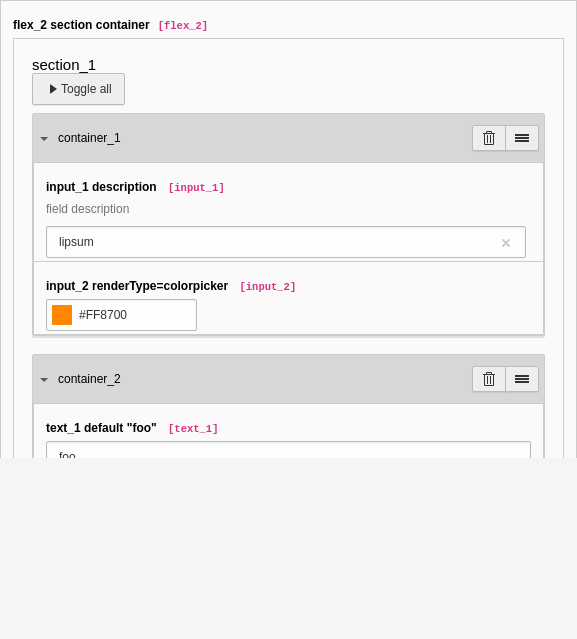 flex_2 section container [flex_2]
section_1
Toggle all
container_1
input_1 description [input_1]
field description
lipsum
input_2 renderType=colorpicker [input_2]
#FF8700
container_2
text_1 default "foo" [text_1]
foo